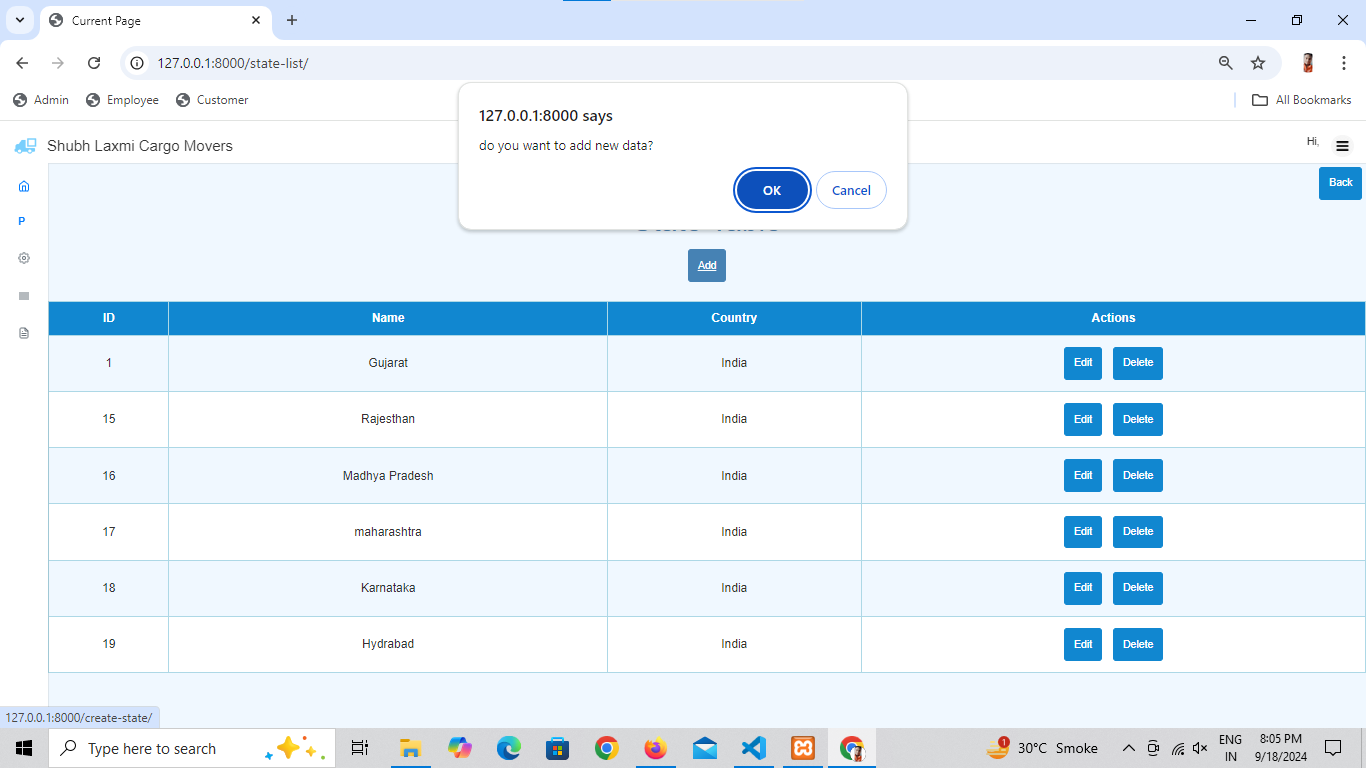 Current Page
127.0.0.1:8000/state-list/
Admin Employee Customer All Bookmarks
127.0.0.1:8000 says
do you want to add new data?
OK Cancel
Shubh Laxmi Cargo Movers Hi,
Back
P
Add
ID Name Country Actions
1 Gujarat India Edit Delete
15 Rajesthan India Edit Delete
16 Madhya Pradesh India Edit Delete
17 maharashtra India Edit Delete
18 Karnataka India Edit Delete
19 Hydrabad India Edit Delete
127.0.0.1:8000/create-state/
Type here to search 1 30°C Smoke ENG IN 8:05 PM 9/18/2024